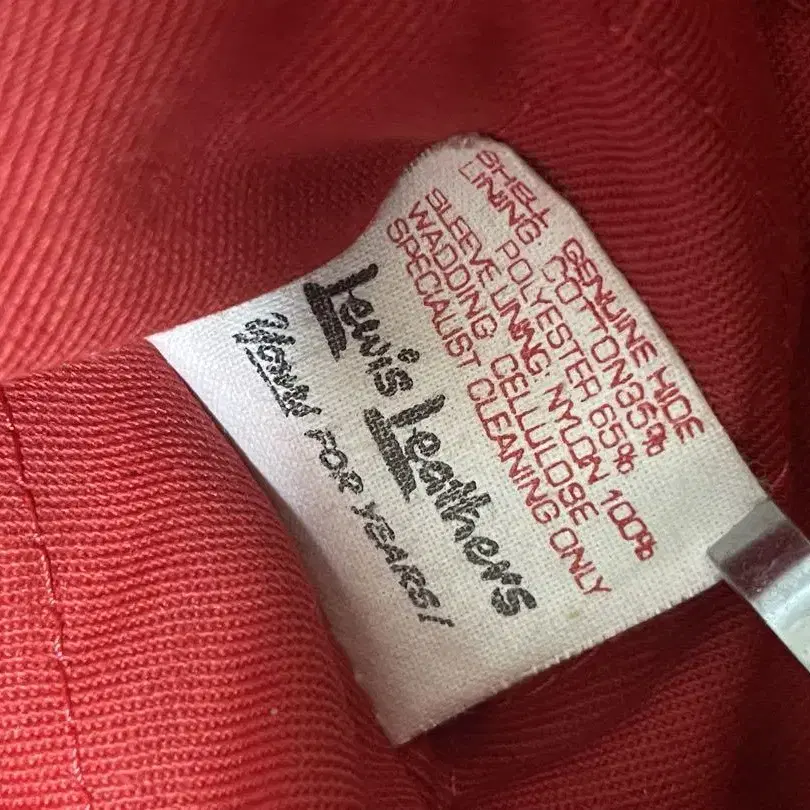 SHELL: GENUINE HIDE
LINING: COTTON 35%
POLYESTER 65%
SLEEVE LINING: NYLON 100%
WADDING: CELLULOSE
SPECIALIST CLEANING ONLY
Lewis Leathers
Yours FOR YEARS!